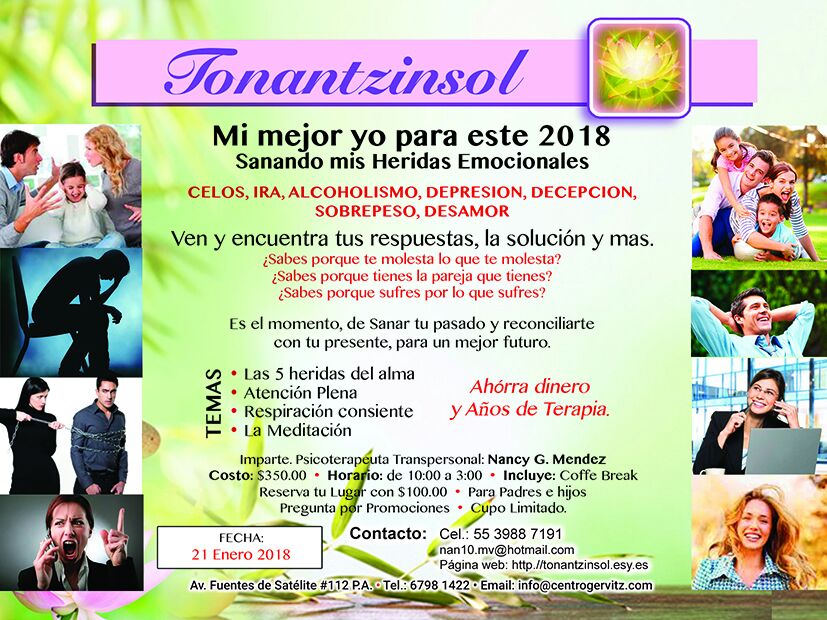 Tonantzinsol
Mi mejor yo para este 2018
Sanando mis Heridas Emocionales
CELOS, IRA, ALCOHOLISMO, DEPRESION, DECEPCION,
SOBREPESO, DESAMOR
Ven y encuentra tus respuestas, la solución y mas.
¿Sabes porque te molesta lo que te molesta?
¿Sabes porque tienes la pareja que tienes?
¿Sabes porque sufres por lo que sufres?
Es el momento, de Sanar tu pasado y reconciliarte
con tu presente, para un mejor futuro.
TEMAS
• Las 5 heridas del alma
• Atención Plena
• Respiración consiente
• La Meditación
Ahórra dinero
y Años de Terapia.
Imparte. Psicoterapeuta Transpersonal: Nancy G. Mendez
Costo: $350.00 • Horario: de 10:00 a 3:00 • Incluye: Coffe Break
Reserva tu Lugar con $100.00 • Para Padres e hijos
Pregunta por Promociones • Cupo Limitado.
FECHA:
21 Enero 2018
Contacto: Cel.: 55 3988 7191
nan10.mv@hotmail.com
Página web: http://tonantzinsol.esy.es
Av. Fuentes de Satélite #112 P.A. • Tel.: 6798 1422 • Email: info@centrogervitz.com